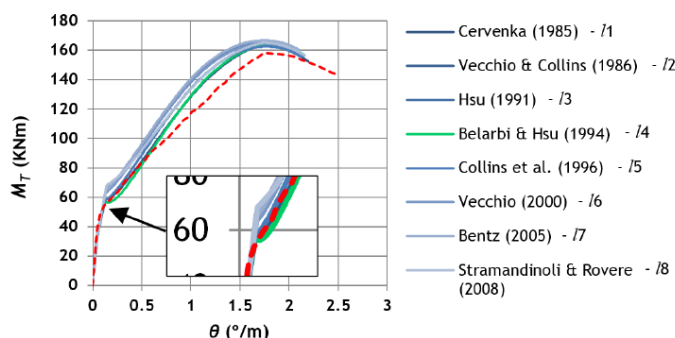 180
160
140
120
100
80
60
40
20
0
M_T (KNm)
60
0 0.5 1 1.5 2 2.5 3
θ (°/m)
Cervenka (1985) - l1
Vecchio & Collins (1986) - l2
Hsu (1991) - l3
Belarbi & Hsu (1994) - l4
Collins et al. (1996) - l5
Vecchio (2000) - l6
Bentz (2005) - l7
Stramandinoli & Rovere - l8
(2008)